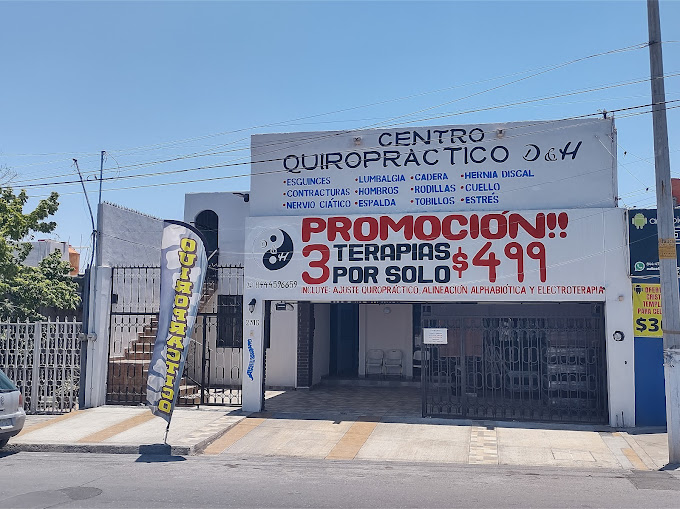 CENTRO
QUIROPRÁCTICO D&H
•ESGUINCES •LUMBALGIA •CADERA •HERNIA DISCAL
•CONTRACTURAS •HOMBROS •RODILLAS •CUELLO
•NERVIO CIÁTICO •ESPALDA •TOBILLOS •ESTRÉS
PROMOCIÓN!!
3 TERAPIAS
POR SOLO $499
INCLUYE: AJUSTE QUIROPRÁCTICO, ALINEACIÓN ALPHABIÓTICA Y ELECTROTERAPIA
8444596659
QUIROPRÁCTICO